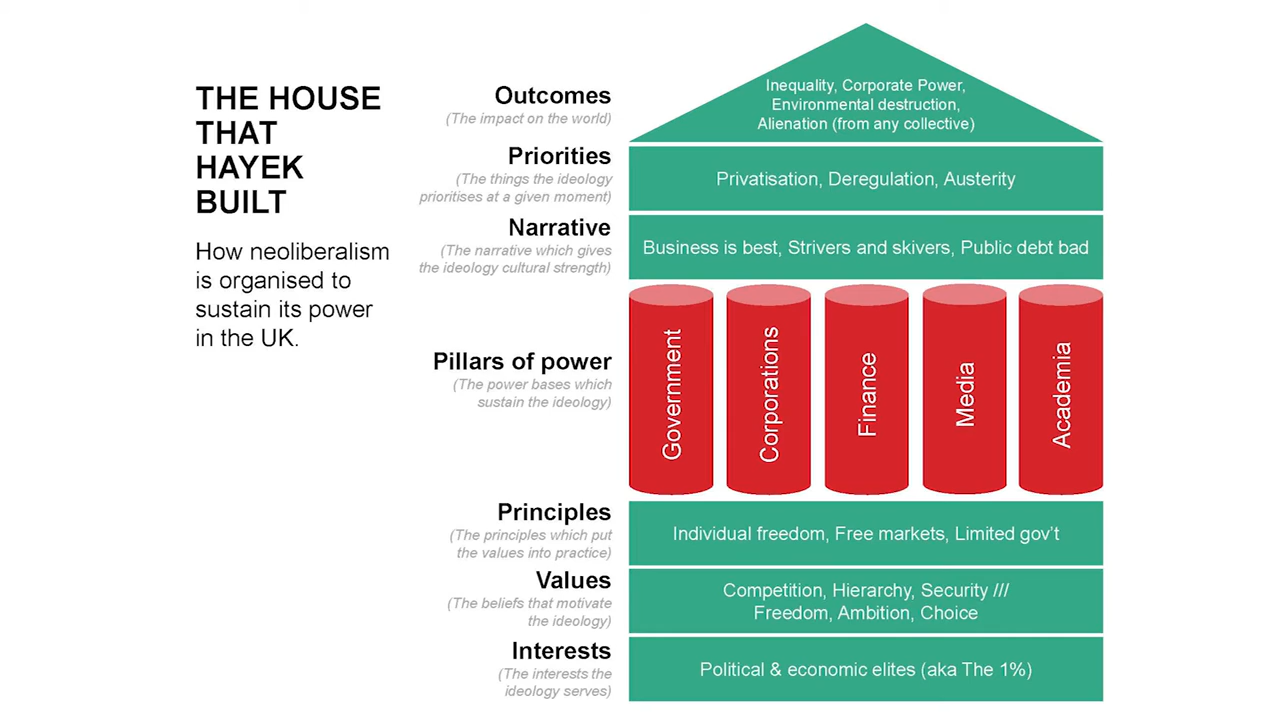 THE HOUSE
THAT
HAYEK
BUILT
How neoliberalism
is organised to
sustain its power
in the UK.
Outcomes
(The impact on the world)
Inequality, Corporate Power,
Environmental destruction,
Alienation (from any collective)
Priorities
(The things the ideology
prioritises at a given moment)
Privatisation, Deregulation, Austerity
Narrative
(The narrative which gives
the ideology cultural strength)
Business is best, Strivers and skivers, Public debt bad
Pillars of power
(The power bases which
sustain the ideology)
Government
Corporations
Finance
Media
Academia
Principles
(The principles which put
the values into practice)
Individual freedom, Free markets, Limited gov't
Values
(The beliefs that motivate
the ideology)
Competition, Hierarchy, Security ///
Freedom, Ambition, Choice
Interests
(The interests the
ideology serves)
Political & economic elites (aka The 1%)